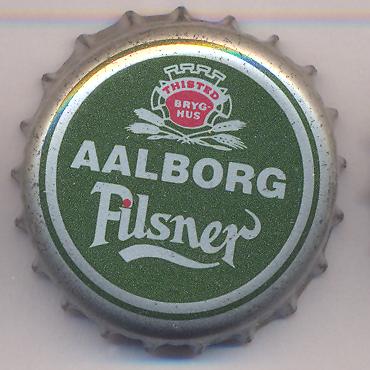 THISTED
BRYG-
HUS
AALBORG
Pilsner